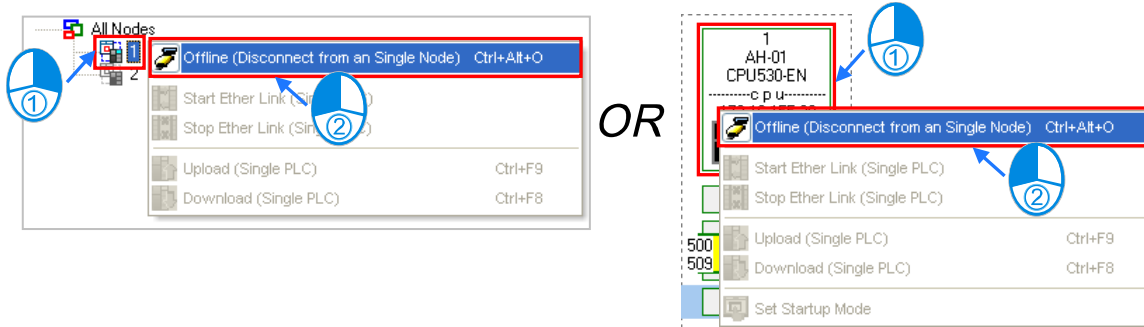 All Nodes
1
Offline (Disconnect from an Single Node) Ctrl+Alt+O
2
①
Start Ether Link
Stop Ether Link
②
Upload (Single PLC) Ctrl+F9
Download (Single PLC) Ctrl+F8
OR
1
AH-01
CPU530-EN
--------c p u--------
①
Offline (Disconnect from an Single Node) Ctrl+Alt+O
Start Ether Link (Single PLC)
Stop Ether Link (Single PLC)
②
500
509
Upload (Single PLC) Ctrl+F9
Download (Single PLC) Ctrl+F8
Set Startup Mode